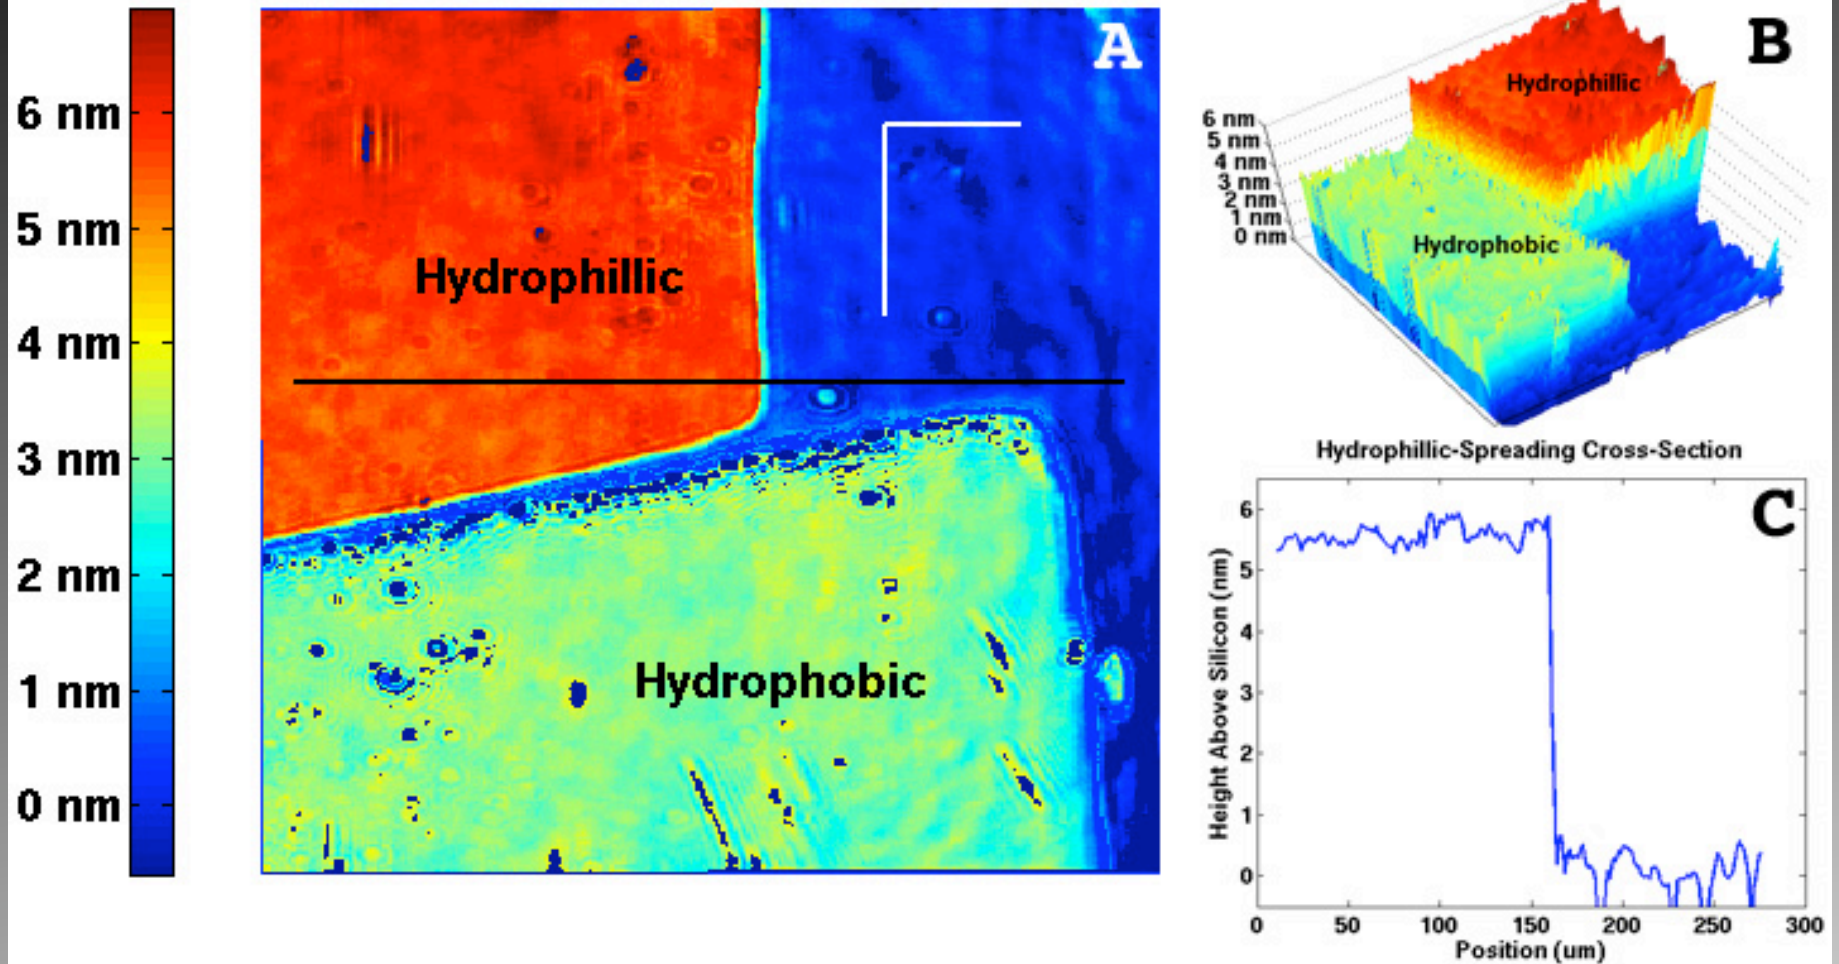 6 nm
5 nm
4 nm
3 nm
2 nm
1 nm
0 nm
A
Hydrophillic
Hydrophobic
B
Hydrophillic
Hydrophobic
6 nm
5 nm
4 nm
3 nm
2 nm
1 nm
0 nm
Hydrophillic-Spreading Cross-Section
C
Height Above Silicon (nm)
6
5
4
3
2
1
0
0 50 100 150 200 250 300
Position (um)